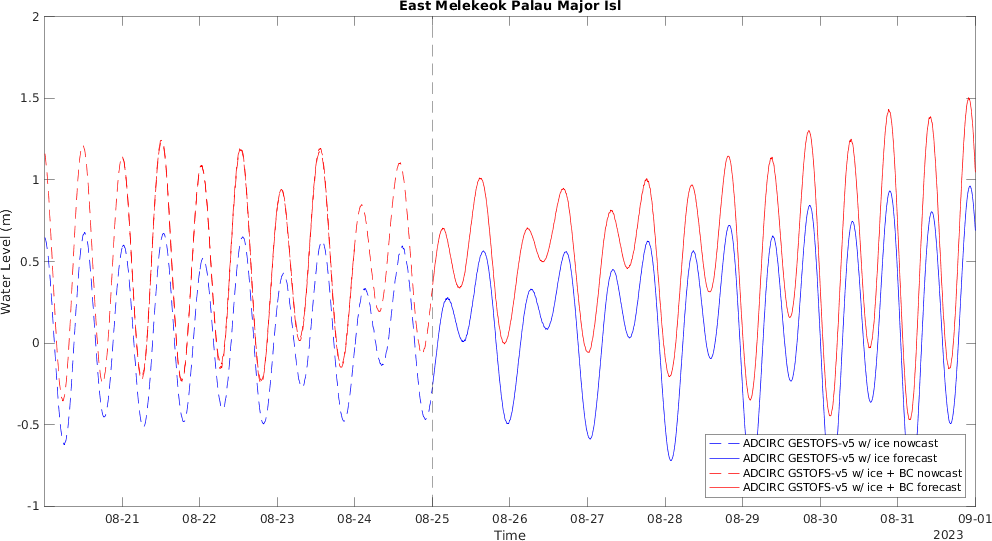 East Melekeok Palau Major Isl
Water Level (m)
2
1.5
1
0.5
0
-0.5
-1
08-21 08-22 08-23 08-24 08-25 08-26 08-27 08-28 08-29 08-30 08-31 09-01
Time
2023
ADCIRC GESTOFS-v5 w/ ice nowcast
ADCIRC GESTOFS-v5 w/ ice forecast
ADCIRC GSTOFS-v5 w/ ice + BC nowcast
ADCIRC GSTOFS-v5 w/ ice + BC forecast